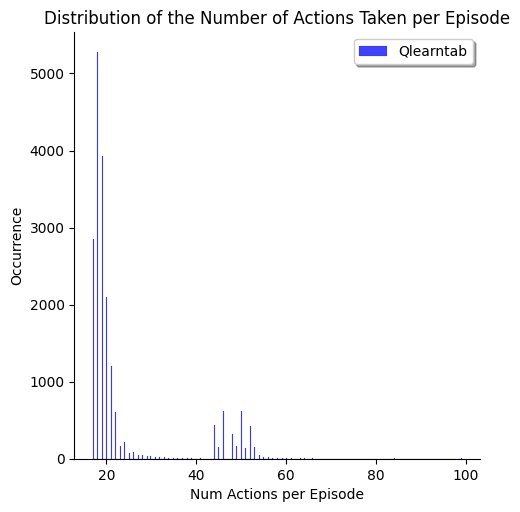 Distribution of the Number of Actions Taken per Episode
Qlearntab
5000
4000
3000
2000
1000
0
Occurrence
20 40 60 80 100
Num Actions per Episode